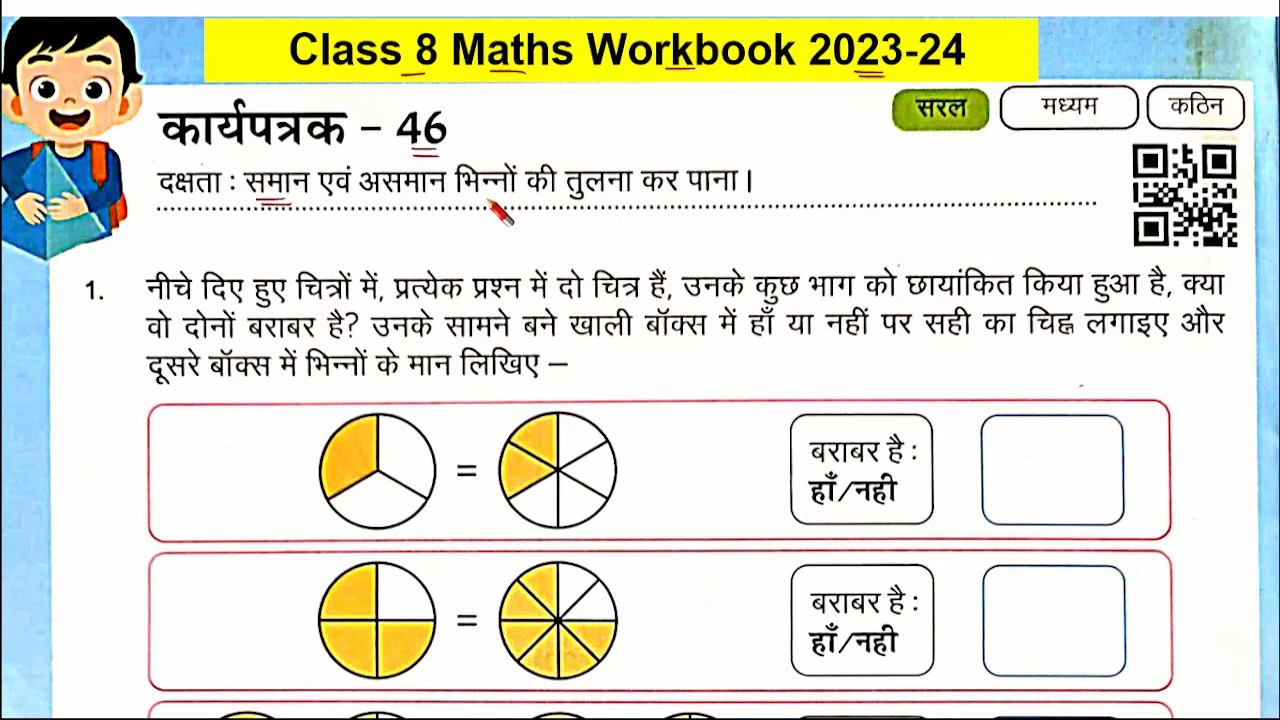 Class 8 Maths Workbook 2023-24
सरल
मध्यम
कठिन
कार्यपत्रक – 46
दक्षता : समान एवं असमान भिन्नों की तुलना कर पाना।
1. नीचे दिए हुए चित्रों में, प्रत्येक प्रश्न में दो चित्र हैं, उनके कुछ भाग को छायांकित किया हुआ है, क्या
वो दोनों बराबर है? उनके सामने बने खाली बॉक्स में हाँ या नहीं पर सही का चिह्न लगाइए और
दूसरे बॉक्स में भिन्नों के मान लिखिए –
=
बराबर है :
हाँ/नही
=
बराबर है :
हाँ/नही